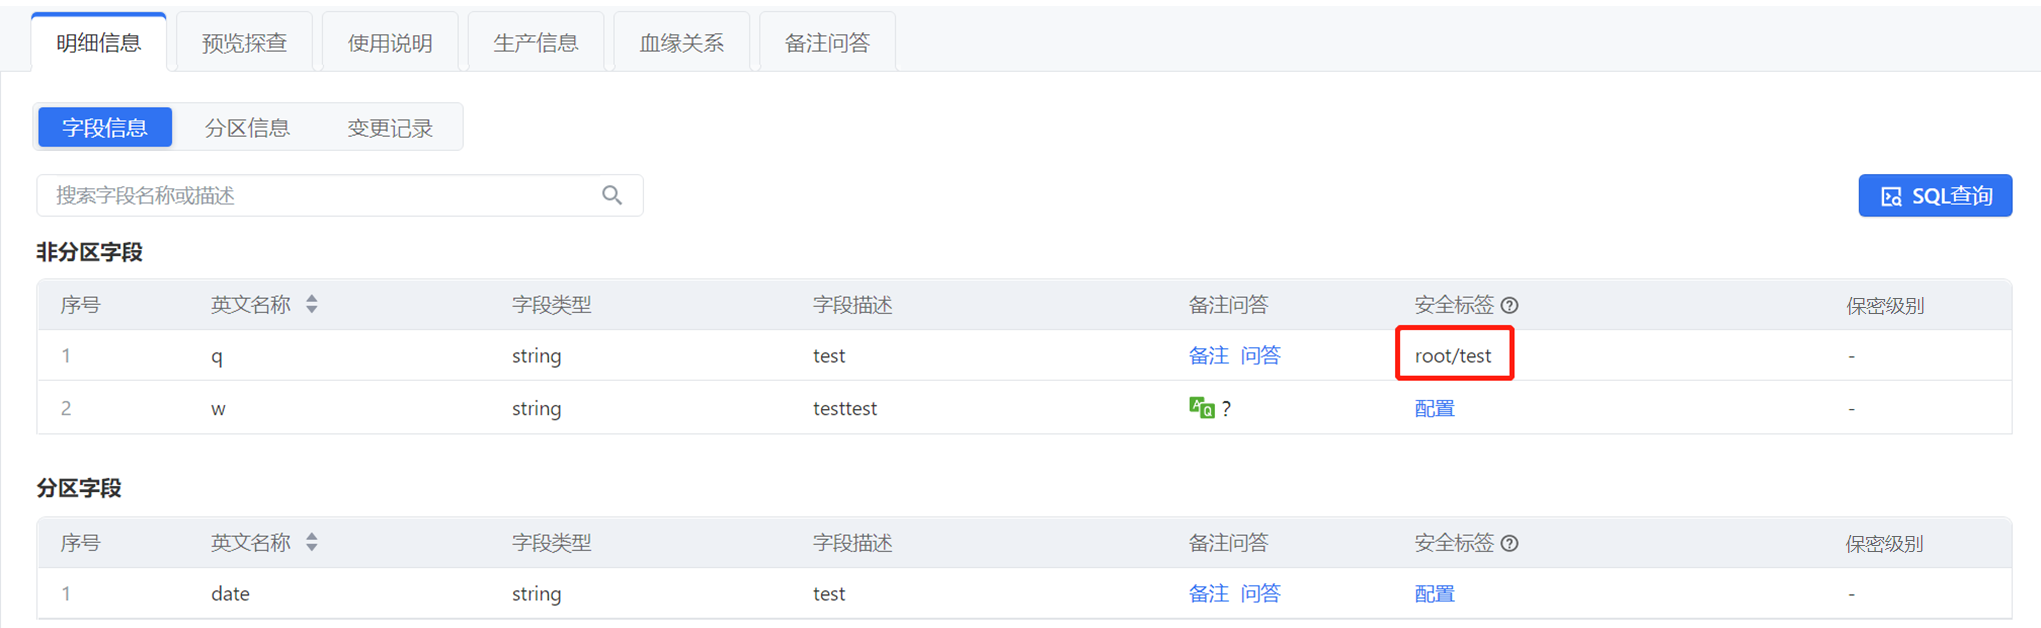 明细信息 预览探查 使用说明 生产信息 血缘关系 备注问答
字段信息 分区信息 变更记录
搜索字段名称或描述 SQL查询
非分区字段
序号 英文名称 字段类型 字段描述 备注问答 安全标签 ? 保密级别
1 q string test 备注 问答 root/test -
2 w string testtest A Q ? 配置 -
分区字段
序号 英文名称 字段类型 字段描述 备注问答 安全标签 ? 保密级别
1 date string test 备注 问答 配置 -